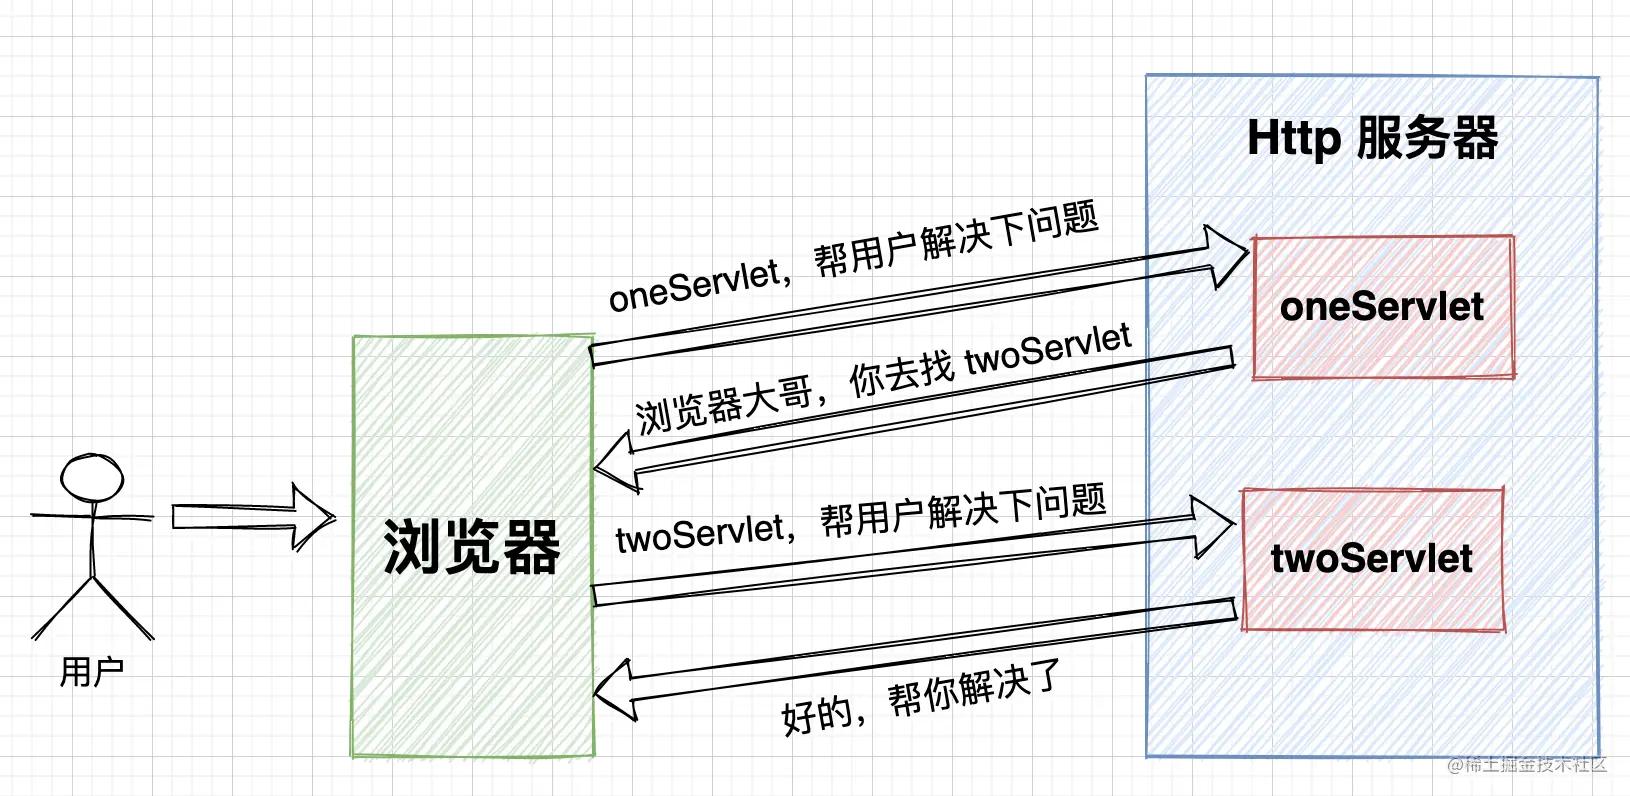 Http 服务器
oneServlet，帮用户解决下问题
oneServlet
浏览器大哥，你去找 twoServlet
twoServlet，帮用户解决下问题
浏览器
twoServlet
用户
好的，帮你解决了
@稀土掘金技术社区